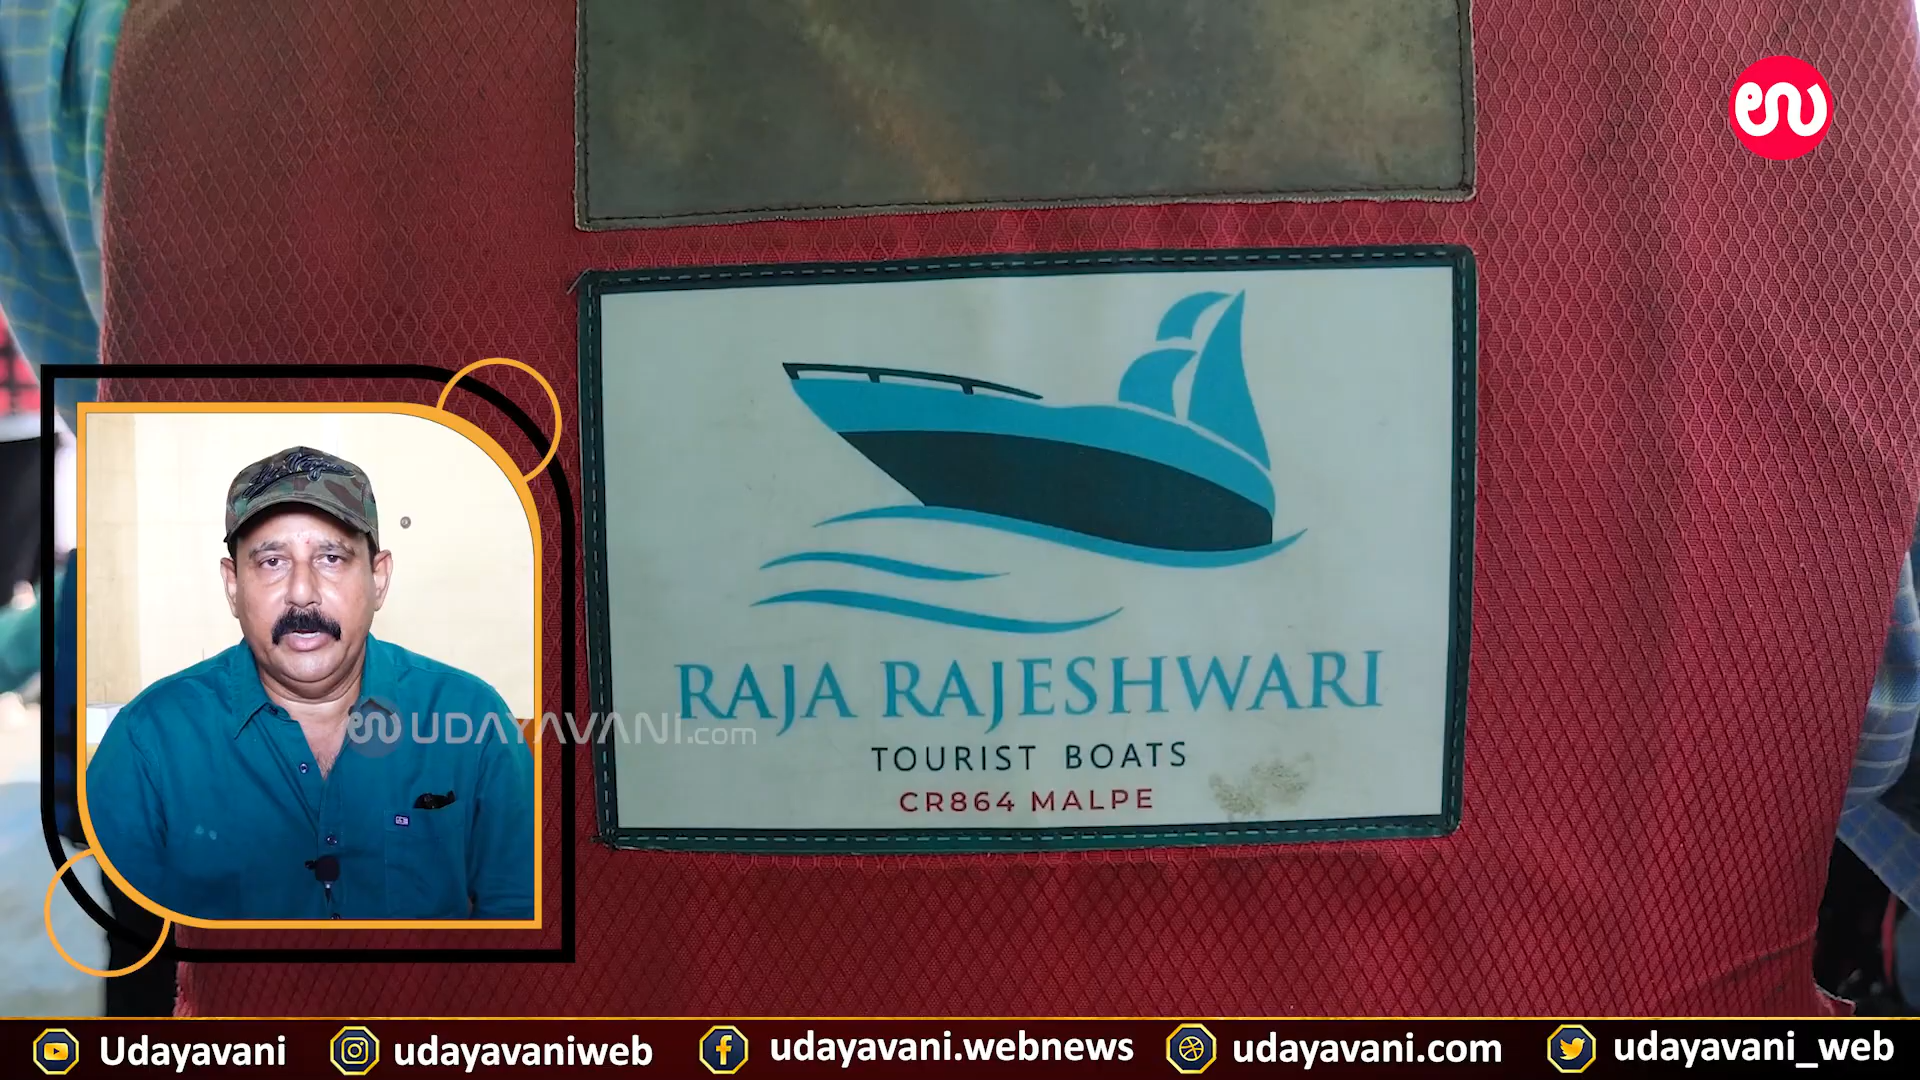 ಉ
RAJA RAJESHWARI
TOURIST BOATS
CR864 MALPE
ಉ UDAYAVANI.com
Udayavani
udayavaniweb
udayavani.webnews
udayavani.com
udayavani_web